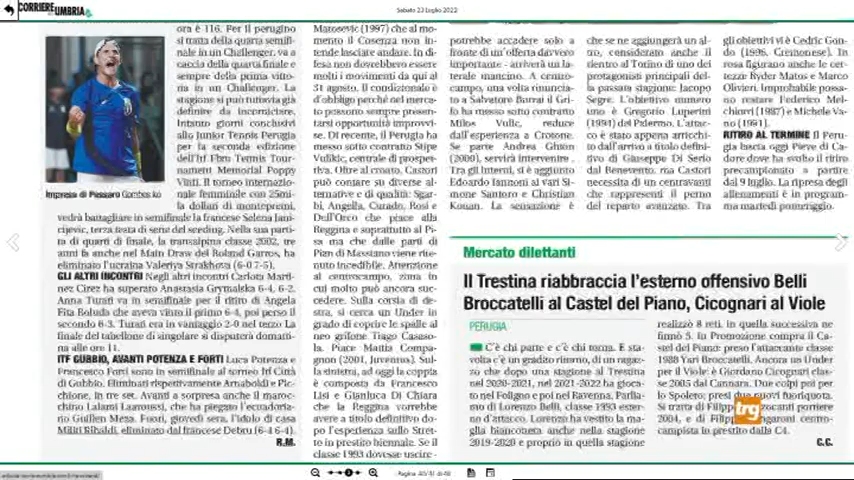 CORRIERE
UMBRIA
Sabato 23 Luglio 2022
ora è 116. Per il perugino
si tratta della quarta semifi-
nale in un Challenger, va a
caccia della quarta finale e
sempre della prima vitto-
ria in un Challenger. La
stagione si può tuttavia già
definire da incorniciare.
Intanto giorni conclusivi
allo Junior Tennis Perugia
per la seconda edizione
dell'Itf Fbm Tennis Tour-
nament Memorial Poppy
Vinti. Il torneo internazio-
nale femminile con 25mi-
la dollari di montepremi,
Impresa di Passaro Gambos ko
vedrà battagliare in semifinale la francese Selena Jani-
cijevic, terza testa di serie del seeding. Nella sua parti-
ta di quarti di finale, la transalpina classe 2002, tre
anni fa anche nel Main Draw del Roland Garros, ha
eliminato l'ucraina Valeriya Strakhova (6-0 7-5).
GLI ALTRI INCONTRI Negli altri incontri Carlota Marti-
nez Cirez ha superato Anastasia Grymalska 6-4, 6-2.
Anna Turati va in semifinale per il ritiro di Angela
Fita Boluda che aveva vinto il primo 6-4, poi perso il
secondo 6-3. Turati era in vantaggio 2-0 nel terzo La
finale del tabellone di singolare si disputerà domatti-
na alle ore 11.
ITF GUBBIO, AVANTI POTENZA E FORTI Luca Potenza e
Francesco Forti sono in semifinale al torneo Itf Città
di Gubbio. Eliminati rispettivamente Arnaboldi e Pic-
chione, in tre set. Avanti a sorpresa anche il maroc-
chino Lalami Laaroussi, che ha piegato l'ecuadoria-
no Guillen Meza. Fuori, giovedì sera, l'idolo di casa
Militi Ribaldi, eliminato dal francese Debru (6-4 6-4).
R.M.
Matosevic (1997) che al mo-
mento il Cosenza non in-
tende lasciare andare. In di-
fesa non dovrebbero essere
molti i movimenti da qui al
31 agosto. Il condizionale è
d'obbligo perché nel merca-
to possono sempre presen-
tarsi opportunità improvvi-
se. Di recente, il Perugia ha
messo sotto contratto Stipe
Vulikic, centrale di prospet-
tiva. Oltre al croato, Castori
può contare su diverse al-
ternative e di qualità: Sgar-
bi, Angella, Curado, Rosi e
Dell'Orco che piace alla
Reggina e soprattutto al Pi-
sa ma che dalle parti di
Pian di Massiano viene rite-
nuto incedibile. Attenzione
al centrocampo, zona in
cui molto può ancora suc-
cedere. Sulla corsia di de-
stra, si cerca un Under in
grado di coprire le spalle al
neo grifone Tiago Casaso-
la. Piace Mattia Compa-
gnon (2001, Juventus). Sul-
la sinistra, ad oggi la coppia
è composta da Francesco
Lisi e Gianluca Di Chiara
che la Reggina vorrebbe
avere a titolo definitivo do-
po l'esperienza sullo Stret-
to in prestito biennale. Se il
classe 1993 dovesse uscire -
potrebbe accadere solo a
fronte di un'offerta davvero
importante - arriverà un la-
terale mancino. A centro-
campo, una volta rinuncia-
to a Salvatore Burrai il Gri-
fo ha messo sotto contratto
Milos Vulic, reduce
dall'esperienza a Crotone.
Se parte Andrea Ghion
(2000), servirà intervenire.
Tra gli interni, si è aggiunto
Edoardo Iannoni ai vari Si-
mone Santoro e Christian
Kouan. La sensazione è
che se ne aggiungerà un al-
tro, considerato anche il
rientro al Torino di uno dei
protagonisti principali del-
la passata stagione: Jacopo
Segre. L'obiettivo numero
uno è Gregorio Luperini
(1994) del Palermo. L'attac-
co è stato appena arricchi-
to dall'arrivo a titolo defini-
tivo di Giuseppe Di Serio
dal Benevento, ma Castori
necessita di un centravanti
che rappresenti il perno
del reparto avanzato. Tra
gli obiettivi vi è Cedric Gon-
do (1996, Cremonese). In
rosa figurano anche le cer-
tezze Ryder Matos e Marco
Olivieri. Improbabile possa-
no restare Federico Mel-
chiorri (1987) e Michele Va-
no (1991).
RITIRO AL TERMINE Il Peru-
gia lascia oggi Pieve di Ca-
dore dove ha svolto il ritiro
precampionato a partire
dal 9 luglio. La ripresa degli
allenamenti è in program-
ma martedì pomeriggio.
Mercato dilettanti
Il Trestina riabbraccia l'esterno offensivo Belli
Broccatelli al Castel del Piano, Cicognari al Viole
PERUGIA
C'è chi parte e c'è chi torna. E sta-
volta c'è un gradito ritorno, di un ragaz-
zo che dopo una stagione al Trestina
nel 2020-2021, nel 2021-2022 ha gioca-
to nel Foligno e poi nel Ravenna. Parlia-
mo di Lorenzo Belli, classe 1993 ester-
no d'attacco. Lorenzo ha vestito la ma-
glia bianconera anche nella stagione
2019-2020 e proprio in quella stagione
realizzò 8 reti, in quella successiva ne
firmò 5. In Promozione compra il Ca-
stel del Piano: preso l'attaccante classe
1988 Yuri Broccatelli. Ancora un Under
per il Viole: è Giordano Cicognari clas-
se 2005 dal Cannara. Due colpi poi per
lo Spoleto: presi due nuovi fuoriquota.
Si tratta di Filippo portiere
2004, e di Filippo centro-
campista in prestito dalla C4.
C.C.
trg
Pagina